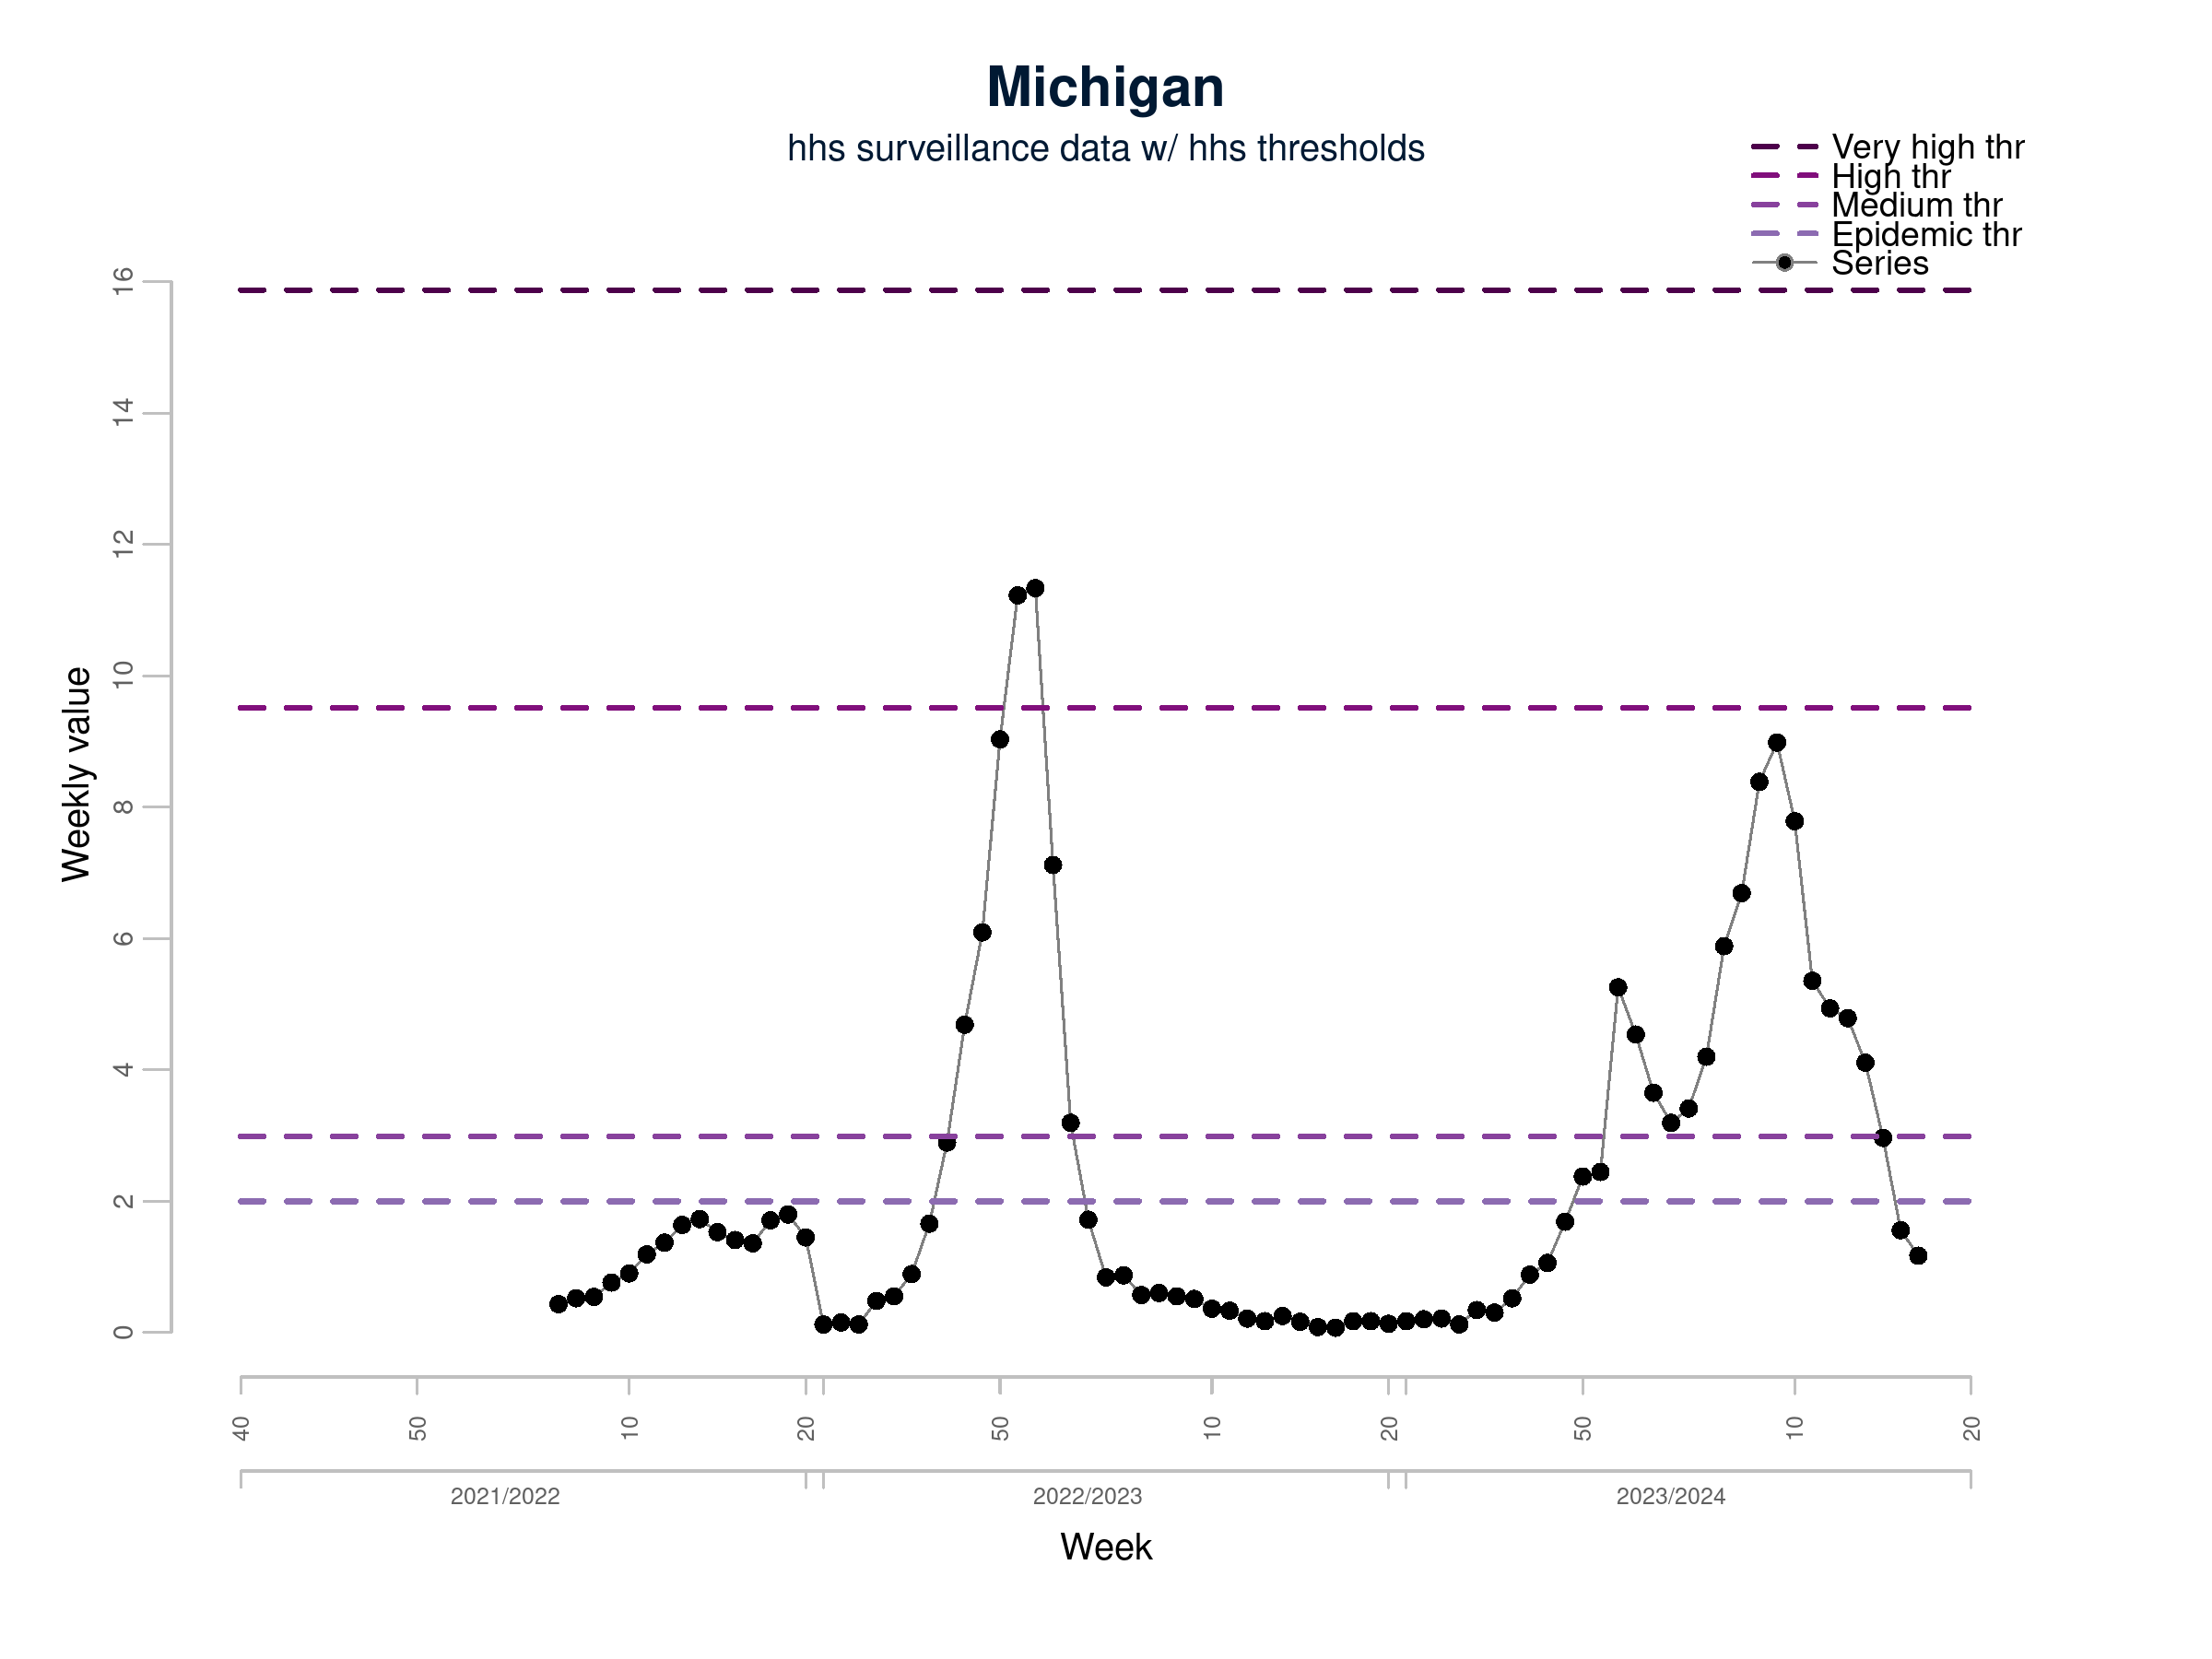 Michigan
hhs surveillance data w/ hhs thresholds
Very high thr
High thr
Medium thr
Epidemic thr
Series
16
14
12
10
8
6
4
2
0
Weekly value
40 50 10 20 50 10 20 50 10 20
2021/2022 2022/2023 2023/2024
Week